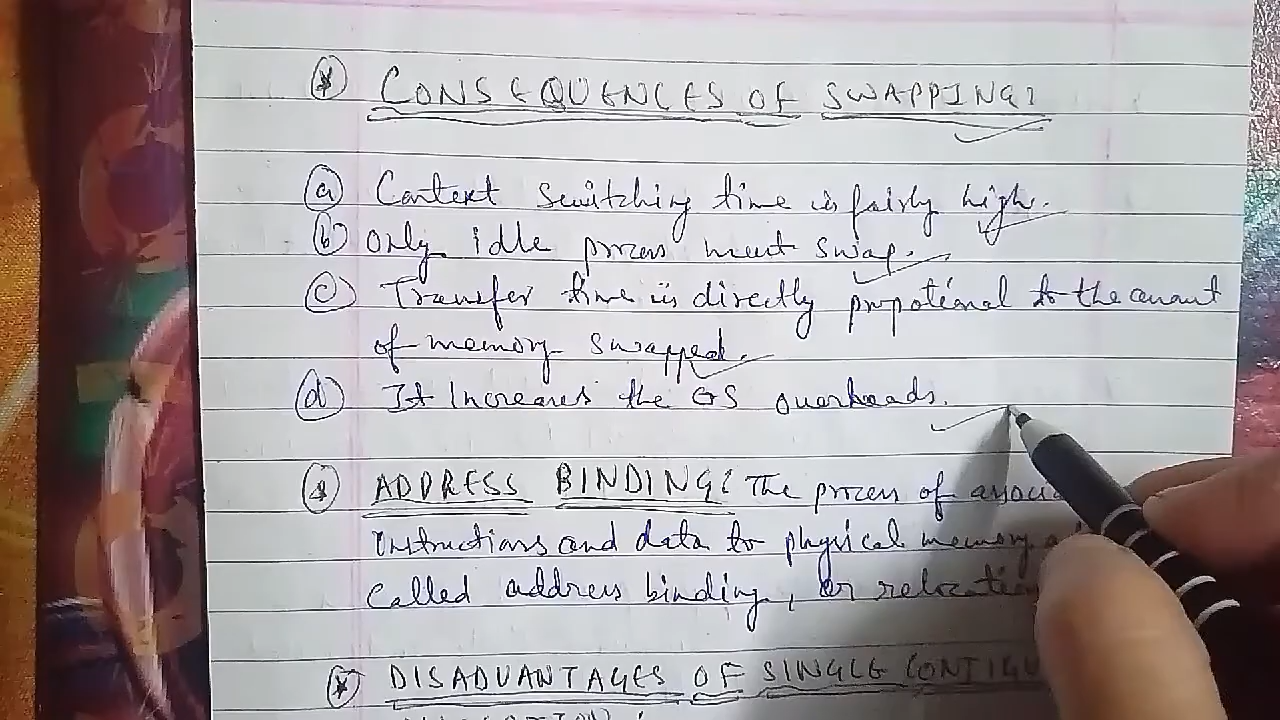 * CONSEQUENCES OF SWAPPING:
a) Context Switching time is fairly high.
b) Only idle process must swap.
c) Transfer time is directly propotional to the amount
of memory swapped.
d) It Increases the OS overheads.
* ADDRESS BINDING: The process of
instructions and data to physical memory
called address binding, or
* DISADVANTAGES OF SINGLE